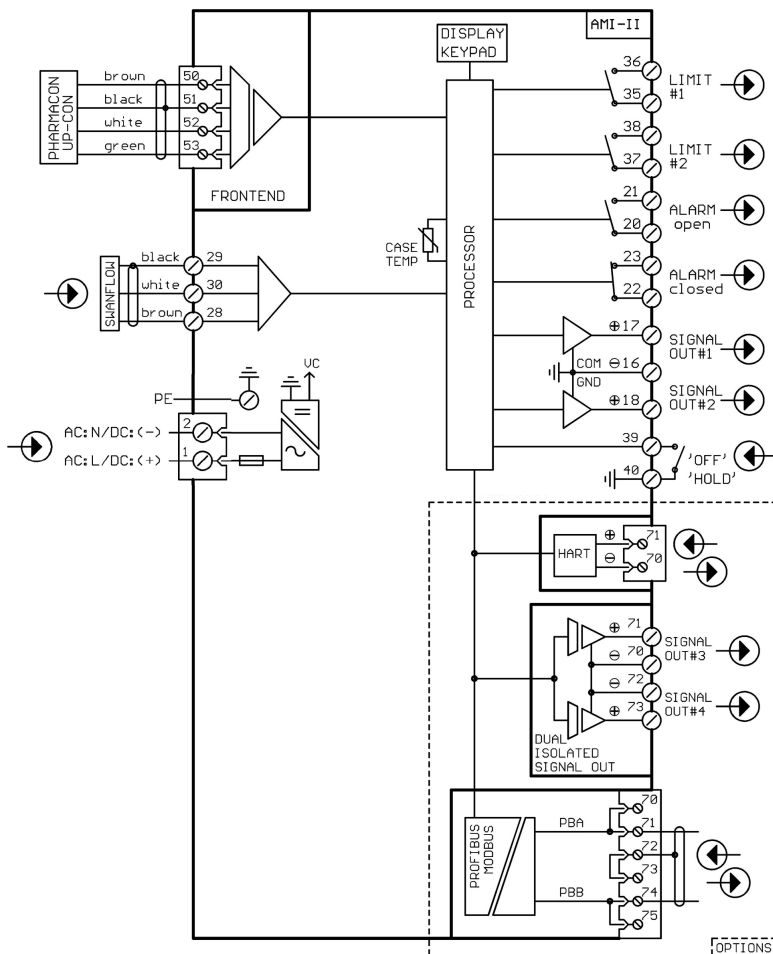 AMI-II
DISPLAY
KEYPAD
PHARMACON
UP-CON
brown
black
white
green
50
51
52
53
FRONTEND
SWANFLOW
black
white
brown
29
30
28
CASE
TEMP
PROCESSOR
36
35
LIMIT
#1
38
37
LIMIT
#2
21
20
ALARM
open
23
22
ALARM
closed
⊕17
SIGNAL
OUT#1
COM ⊖16
GND
⊕18
SIGNAL
OUT#2
39
40
'OFF'
'HOLD'
VC
PE
AC:N/DC:(-)
2
AC:L/DC:(+)
1
HART
⊕
⊖
71
70
⊕ 71
⊖ 70
SIGNAL
OUT#3
⊖ 72
⊕ 73
SIGNAL
OUT#4
DUAL
ISOLATED
SIGNAL OUT
PROFIBUS
MODBUS
PBA
PBB
70
71
72
73
74
75
OPTIONS